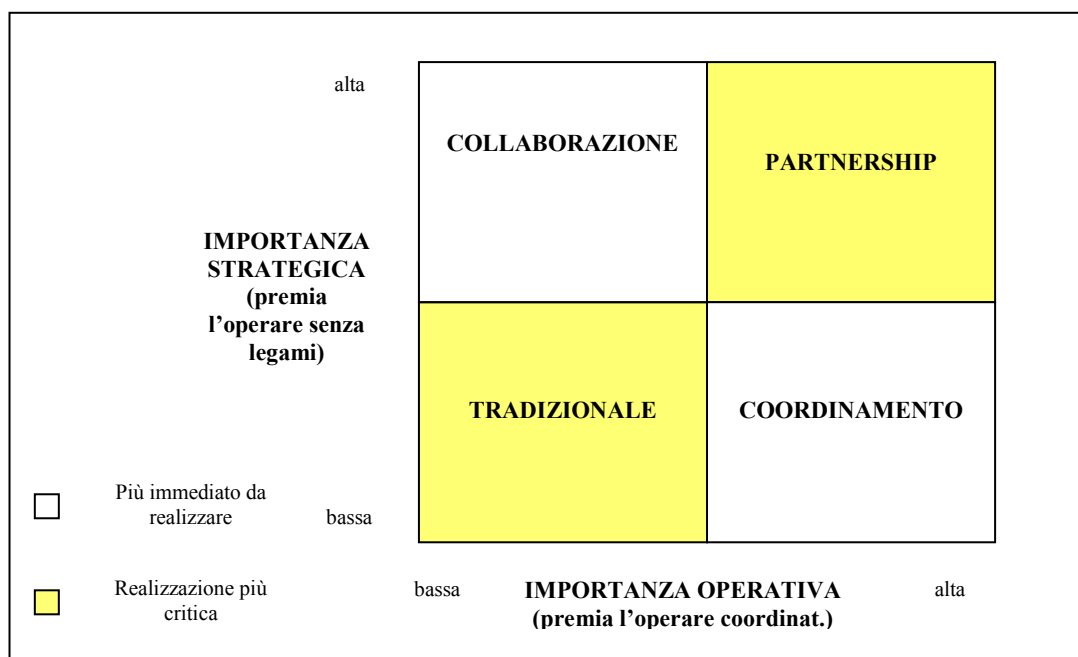 alta
COLLABORAZIONE
PARTNERSHIP
IMPORTANZA
STRATEGICA
(premia
l’operare senza
legami)
TRADIZIONALE
COORDINAMENTO
Più immediato da
realizzare
bassa
Realizzazione più
critica
bassa
IMPORTANZA OPERATIVA
(premia l’operare coordinat.)
alta